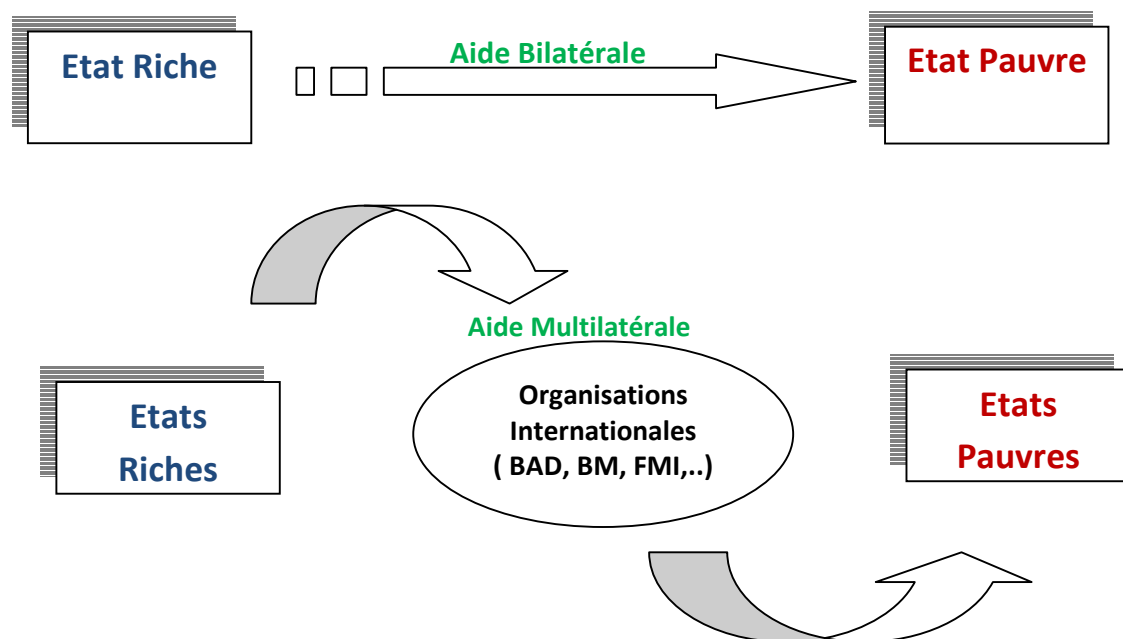 Etat Riche
Aide Bilatérale
Etat Pauvre
Aide Multilatérale
Etats
Riches
Organisations
Internationales
( BAD, BM, FMI,..)
Etats
Pauvres